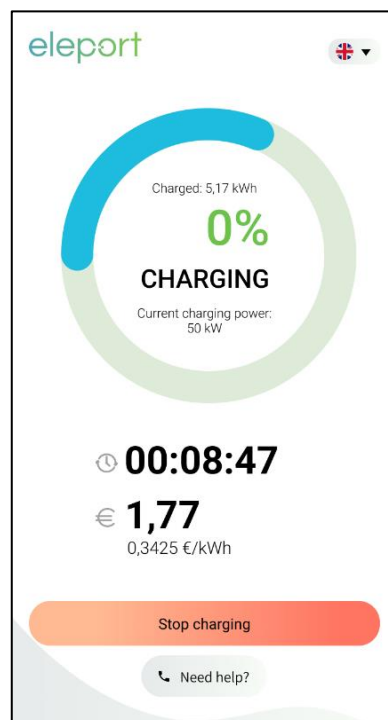 eleport
Charged: 5,17 kWh
0%
CHARGING
Current charging power:
50 kW
00:08:47
€ 1,77
0,3425 €/kWh
Stop charging
Need help?